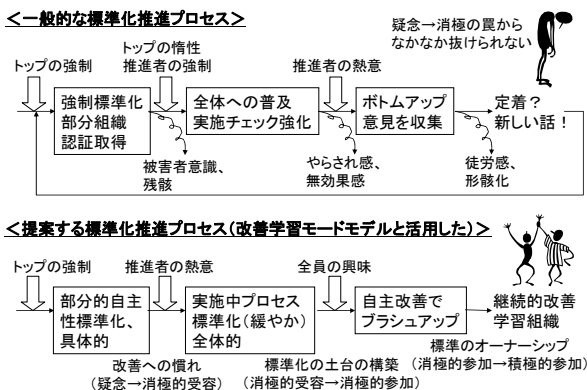 ＜一般的な標準化推進プロセス＞
疑念→消極の罠から
なかなか抜けられない
トップの強制
トップの惰性
推進者の強制
推進者の熱意
強制標準化
部分組織
認証取得
全体への普及
実施チェック強化
ボトムアップ
意見を収集
定着？
新しい話！
被害者意識、
残骸
やらされ感、
無効果感
徒労感、
形骸化
＜提案する標準化推進プロセス（改善学習モードモデルと活用した）＞
トップの強制
推進者の熱意
全員の興味
部分的自主
性標準化、
具体的
実施中プロセス
標準化（緩やか）
全体的
自主改善で
ブラシュアップ
継続的改善
学習組織
改善への慣れ
（疑念→消極的受容）
標準化の土台の構築
（消極的受容→消極的参加）
標準のオーナーシップ
（消極的参加→積極的参加）